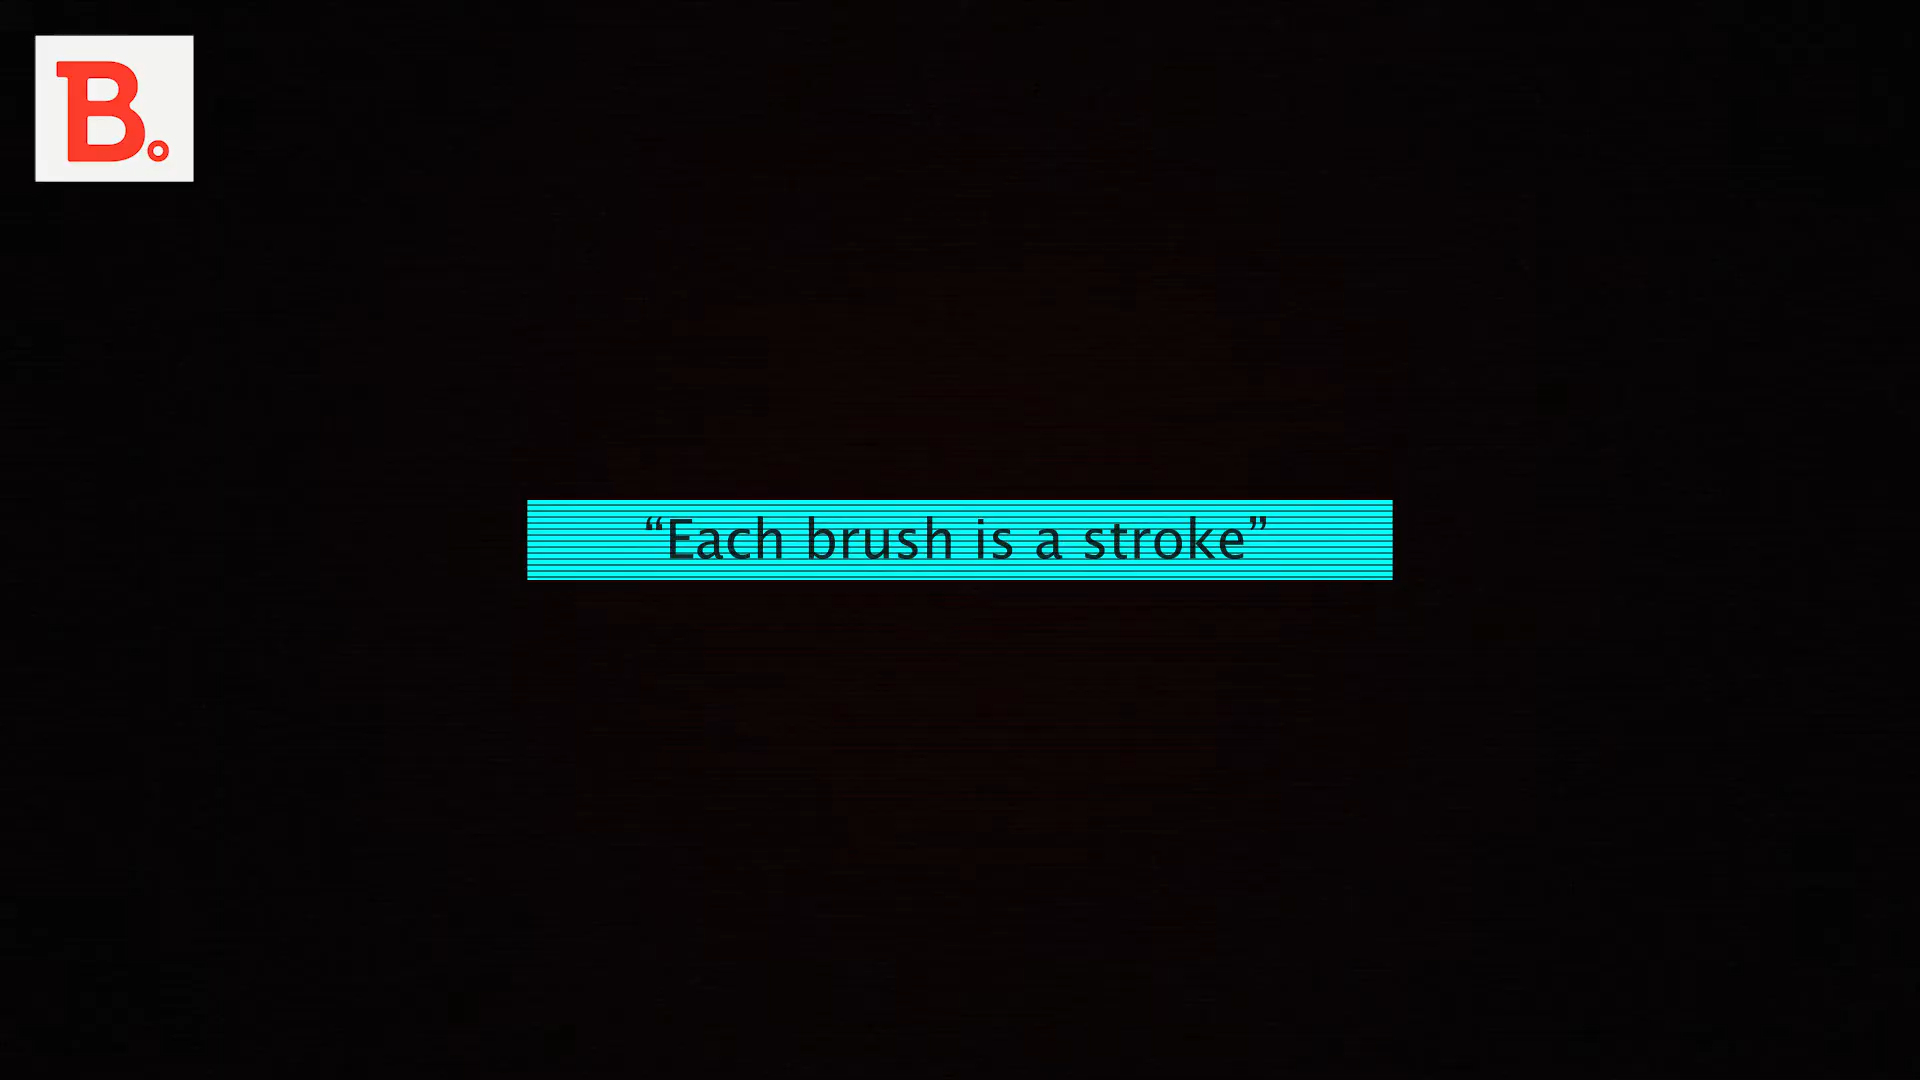 B.
“Each brush is a stroke”